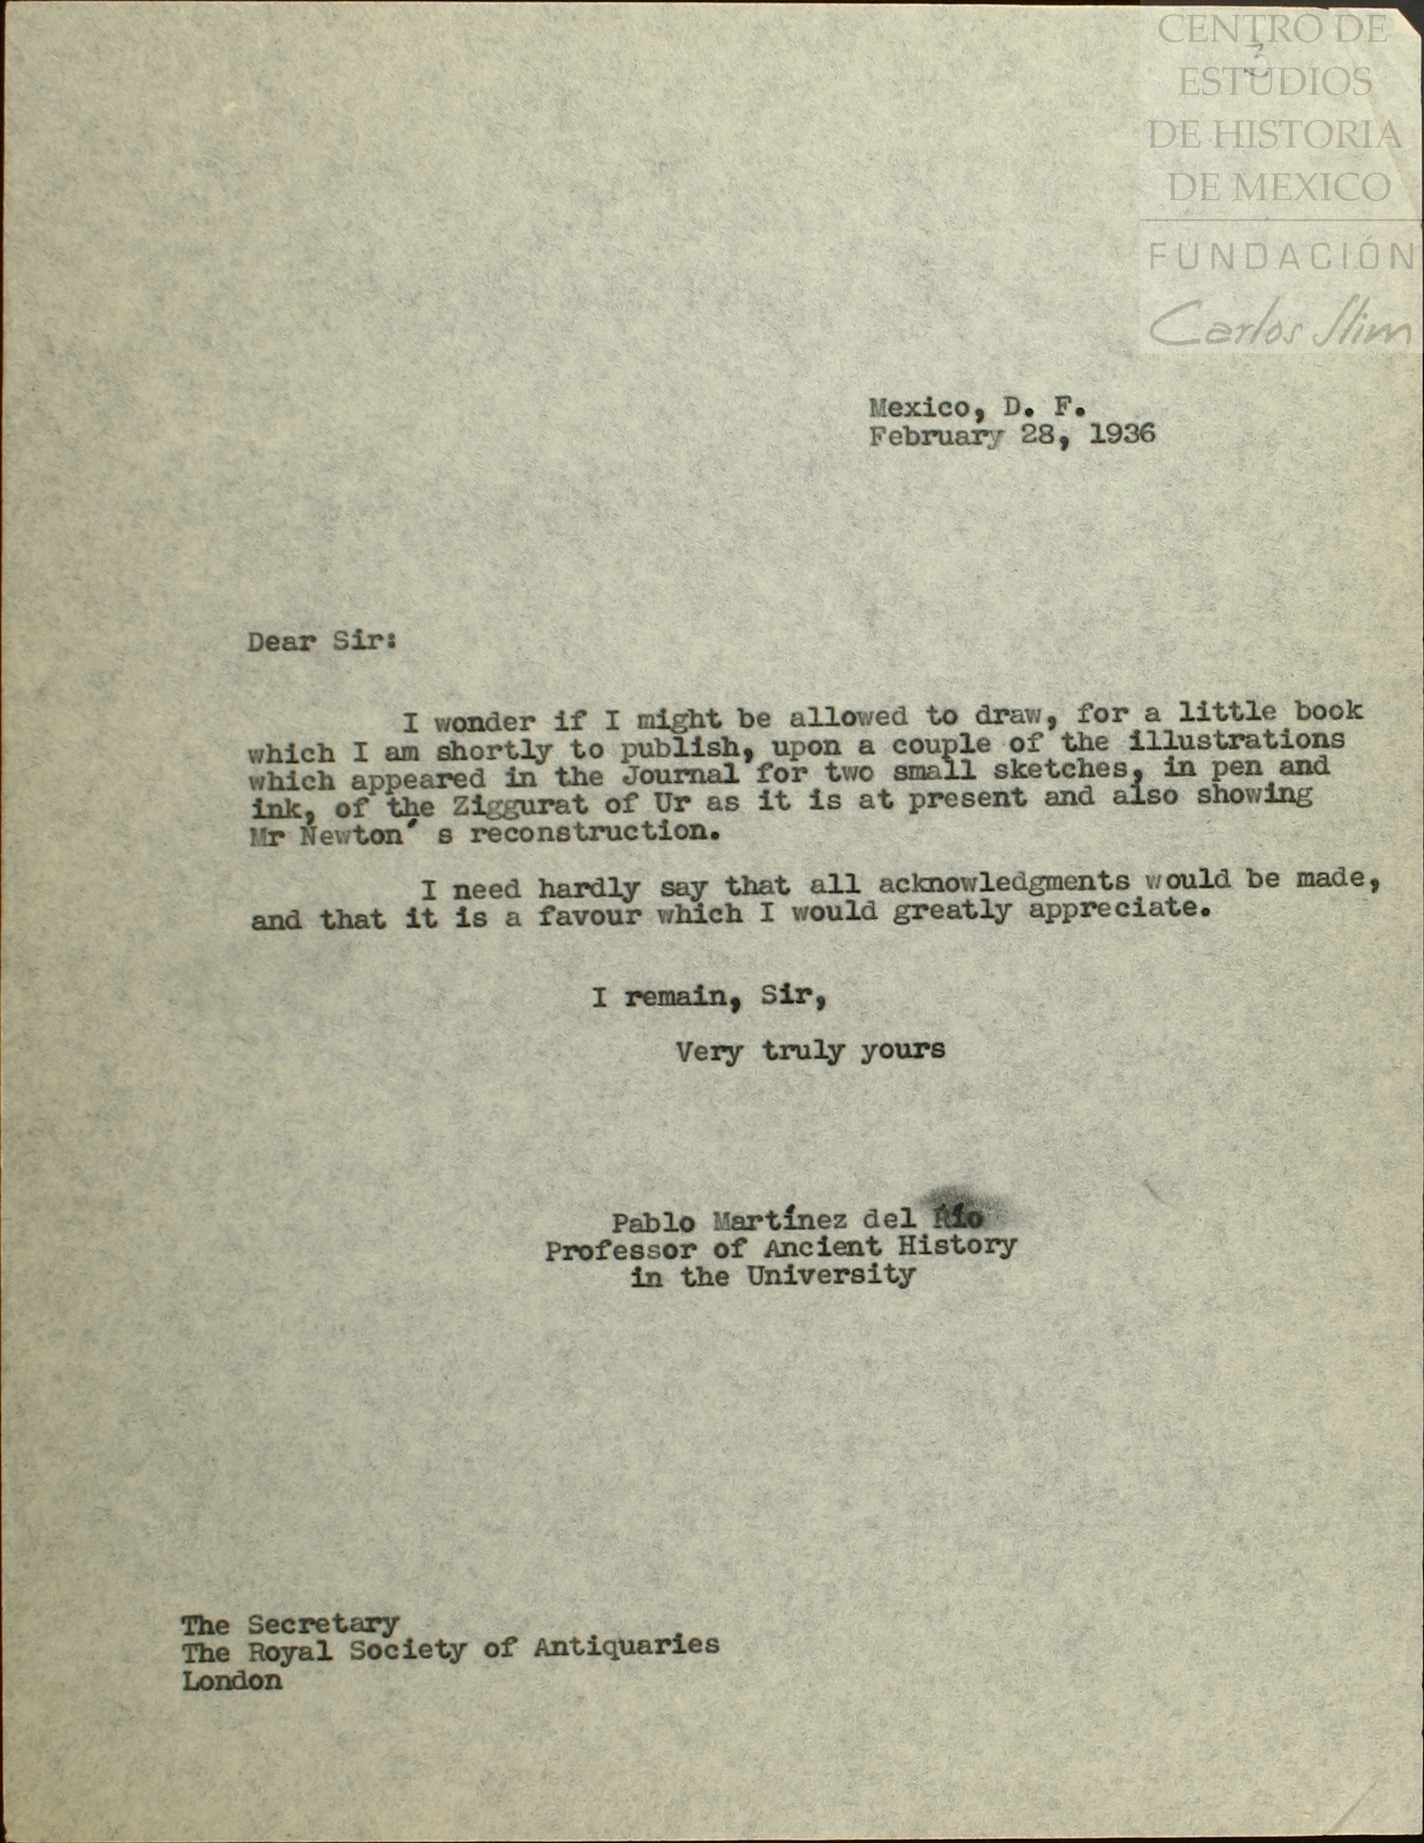 CENTRO DE
ESTUDIOS
DE HISTORIA
DE MEXICO
FUNDACIÓN
Carlos Slim
Mexico, D. F.
February 28, 1936
Dear Sir:
I wonder if I might be allowed to draw, for a little book
which I am shortly to publish, upon a couple of the illustrations
which appeared in the Journal for two small sketches, in pen and
ink, of the Ziggurat of Ur as it is at present and also showing
Mr Newton´ s reconstruction.
I need hardly say that all acknowledgments would be made,
and that it is a favour which I would greatly appreciate.
I remain, Sir,
Very truly yours
Pablo Martínez del Río
Professor of Ancient History
in the University
The Secretary
The Royal Society of Antiquaries
London